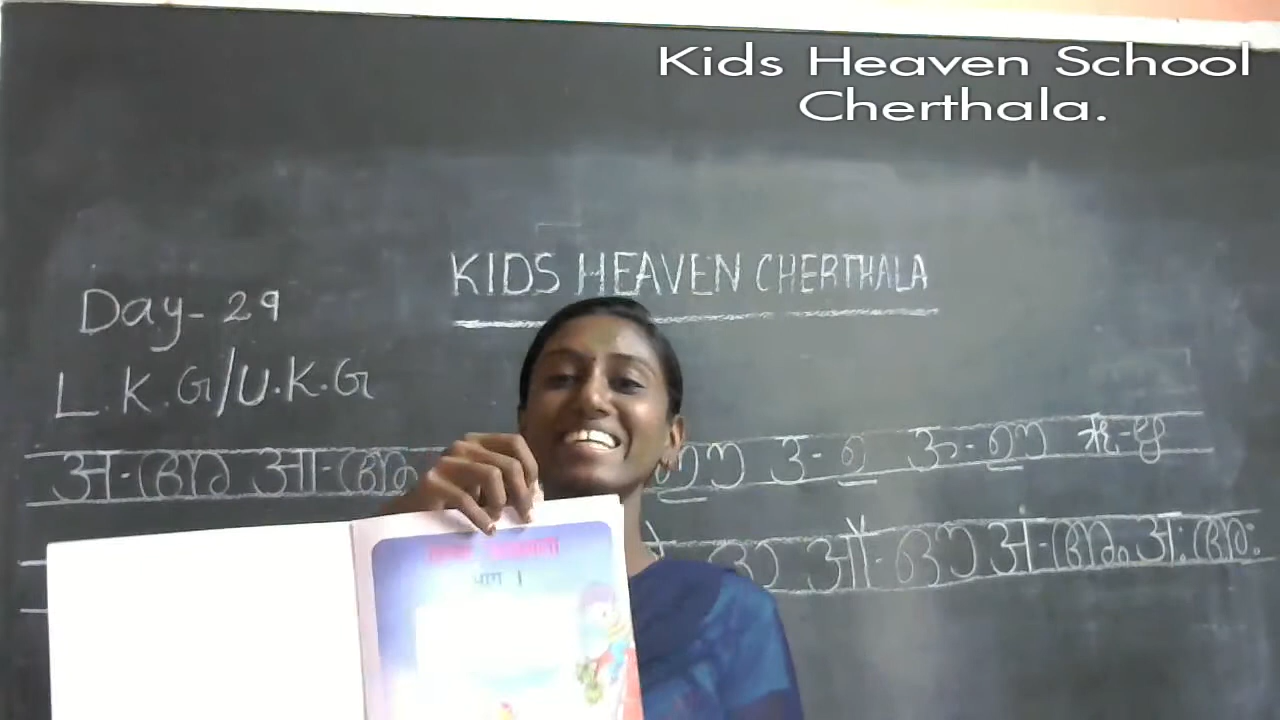 Kids Heaven School
Cherthala.
KIDS HEAVEN CHERTHALA
Day-29
L.K.G/U.K.G
अ-അ आ-ആ ഈ उ-ഉ ऊ-ഊ ऋ-ഋ
औ-ഔ अं-അം अः അഃ
भाग 1